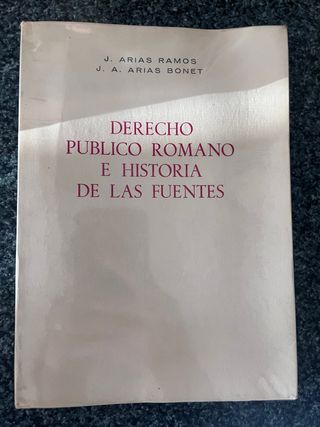 J. ARIAS RAMOS
J. A. ARIAS BONET
DERECHO
PUBLICO ROMANO
E HISTORIA
DE LAS FUENTES